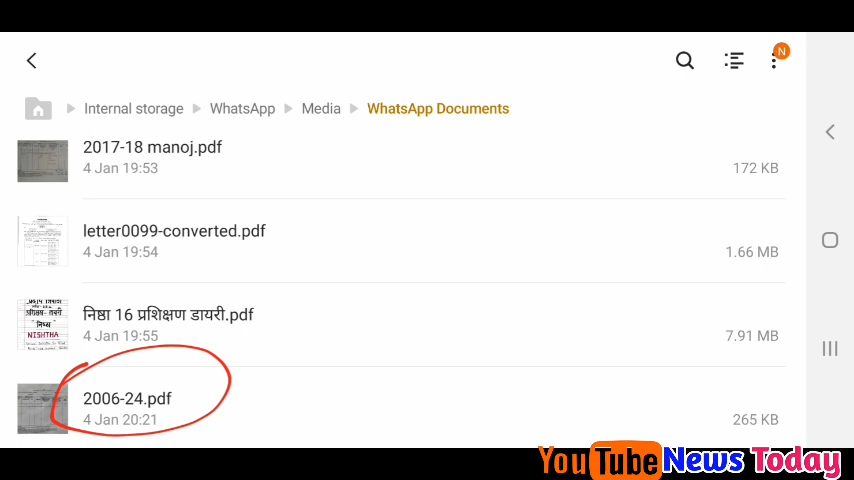 N
Internal storage WhatsApp Media WhatsApp Documents
2017-18 manoj.pdf
4 Jan 19:53
172 KB
letter0099-converted.pdf
4 Jan 19:54
1.66 MB
निष्ठा 16 प्रशिक्षण डायरी.pdf
4 Jan 19:55
7.91 MB
NISHTHA
2006-24.pdf
4 Jan 20:21
265 KB
YouTube News Today